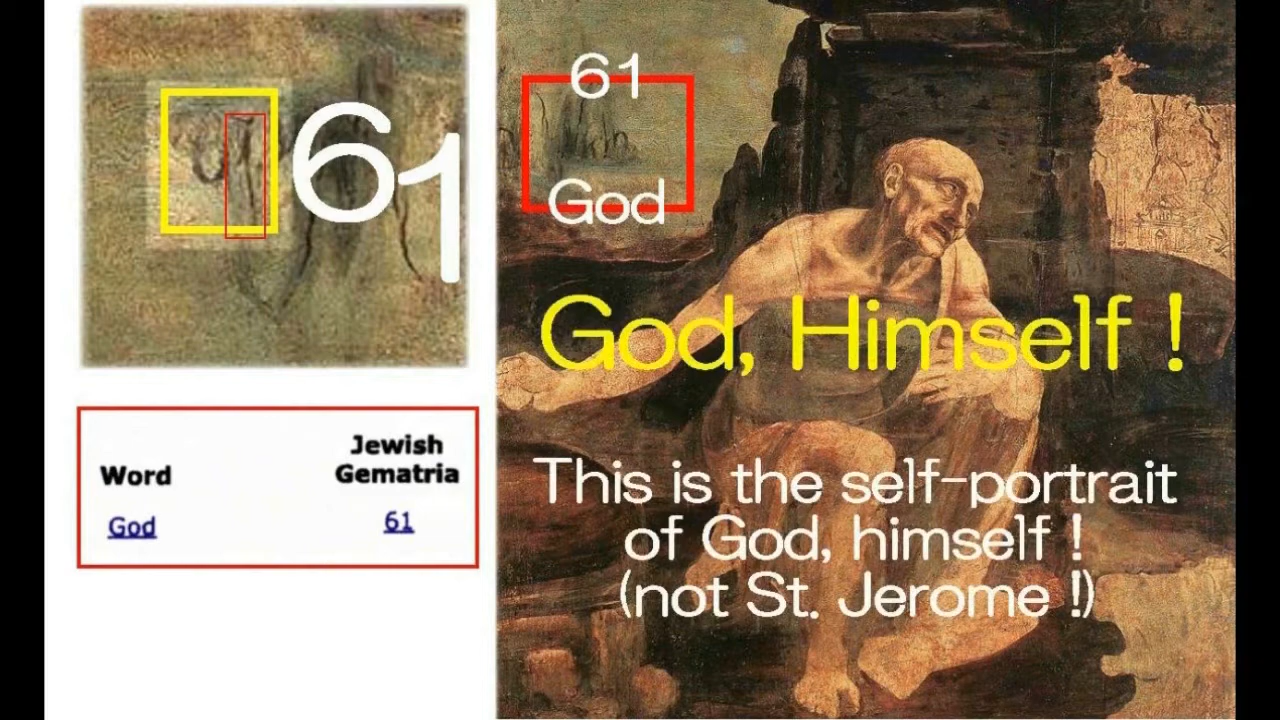 61
Word
Jewish
Gematria
God
61
61
God
God, Himself !
This is the self-portrait
of God, himself !
(not St. Jerome !)